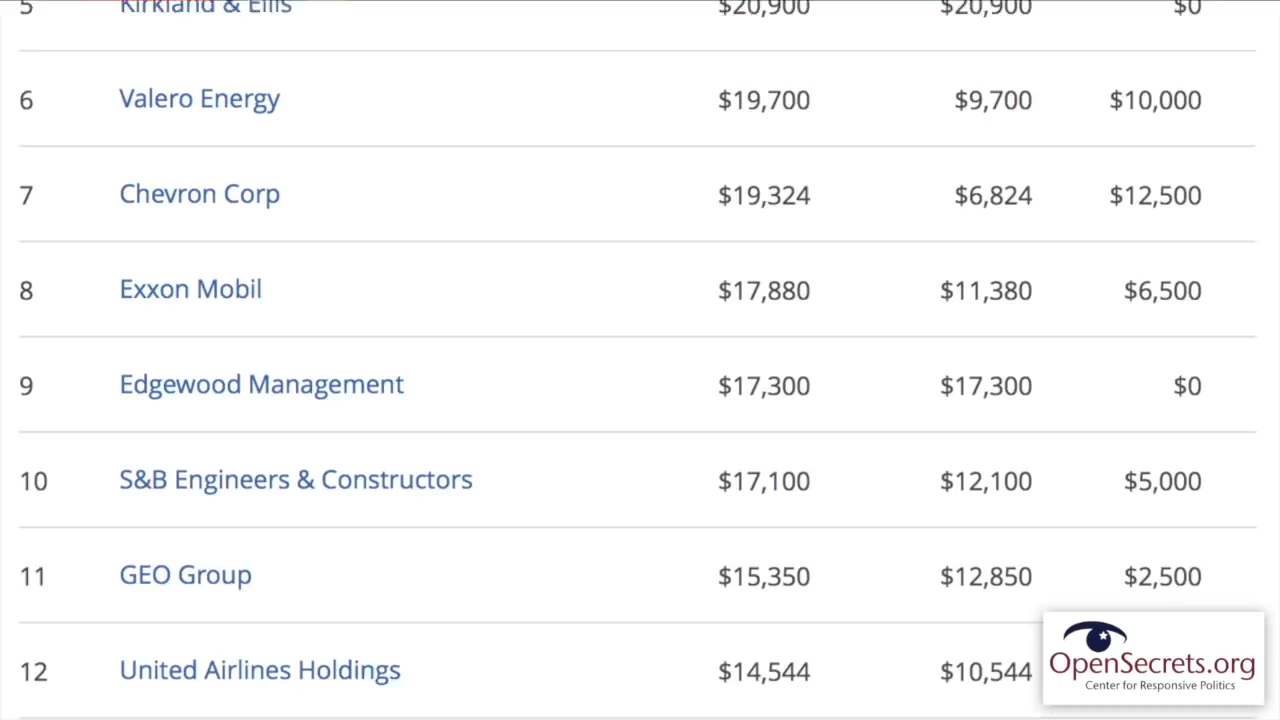 5 Kirkland & Ellis $20,900 $20,900 $0
6 Valero Energy $19,700 $9,700 $10,000
7 Chevron Corp $19,324 $6,824 $12,500
8 Exxon Mobil $17,880 $11,380 $6,500
9 Edgewood Management $17,300 $17,300 $0
10 S&B Engineers & Constructors $17,100 $12,100 $5,000
11 GEO Group $15,350 $12,850 $2,500
12 United Airlines Holdings $14,544 $10,544
OpenSecrets.org
Center for Responsive Politics